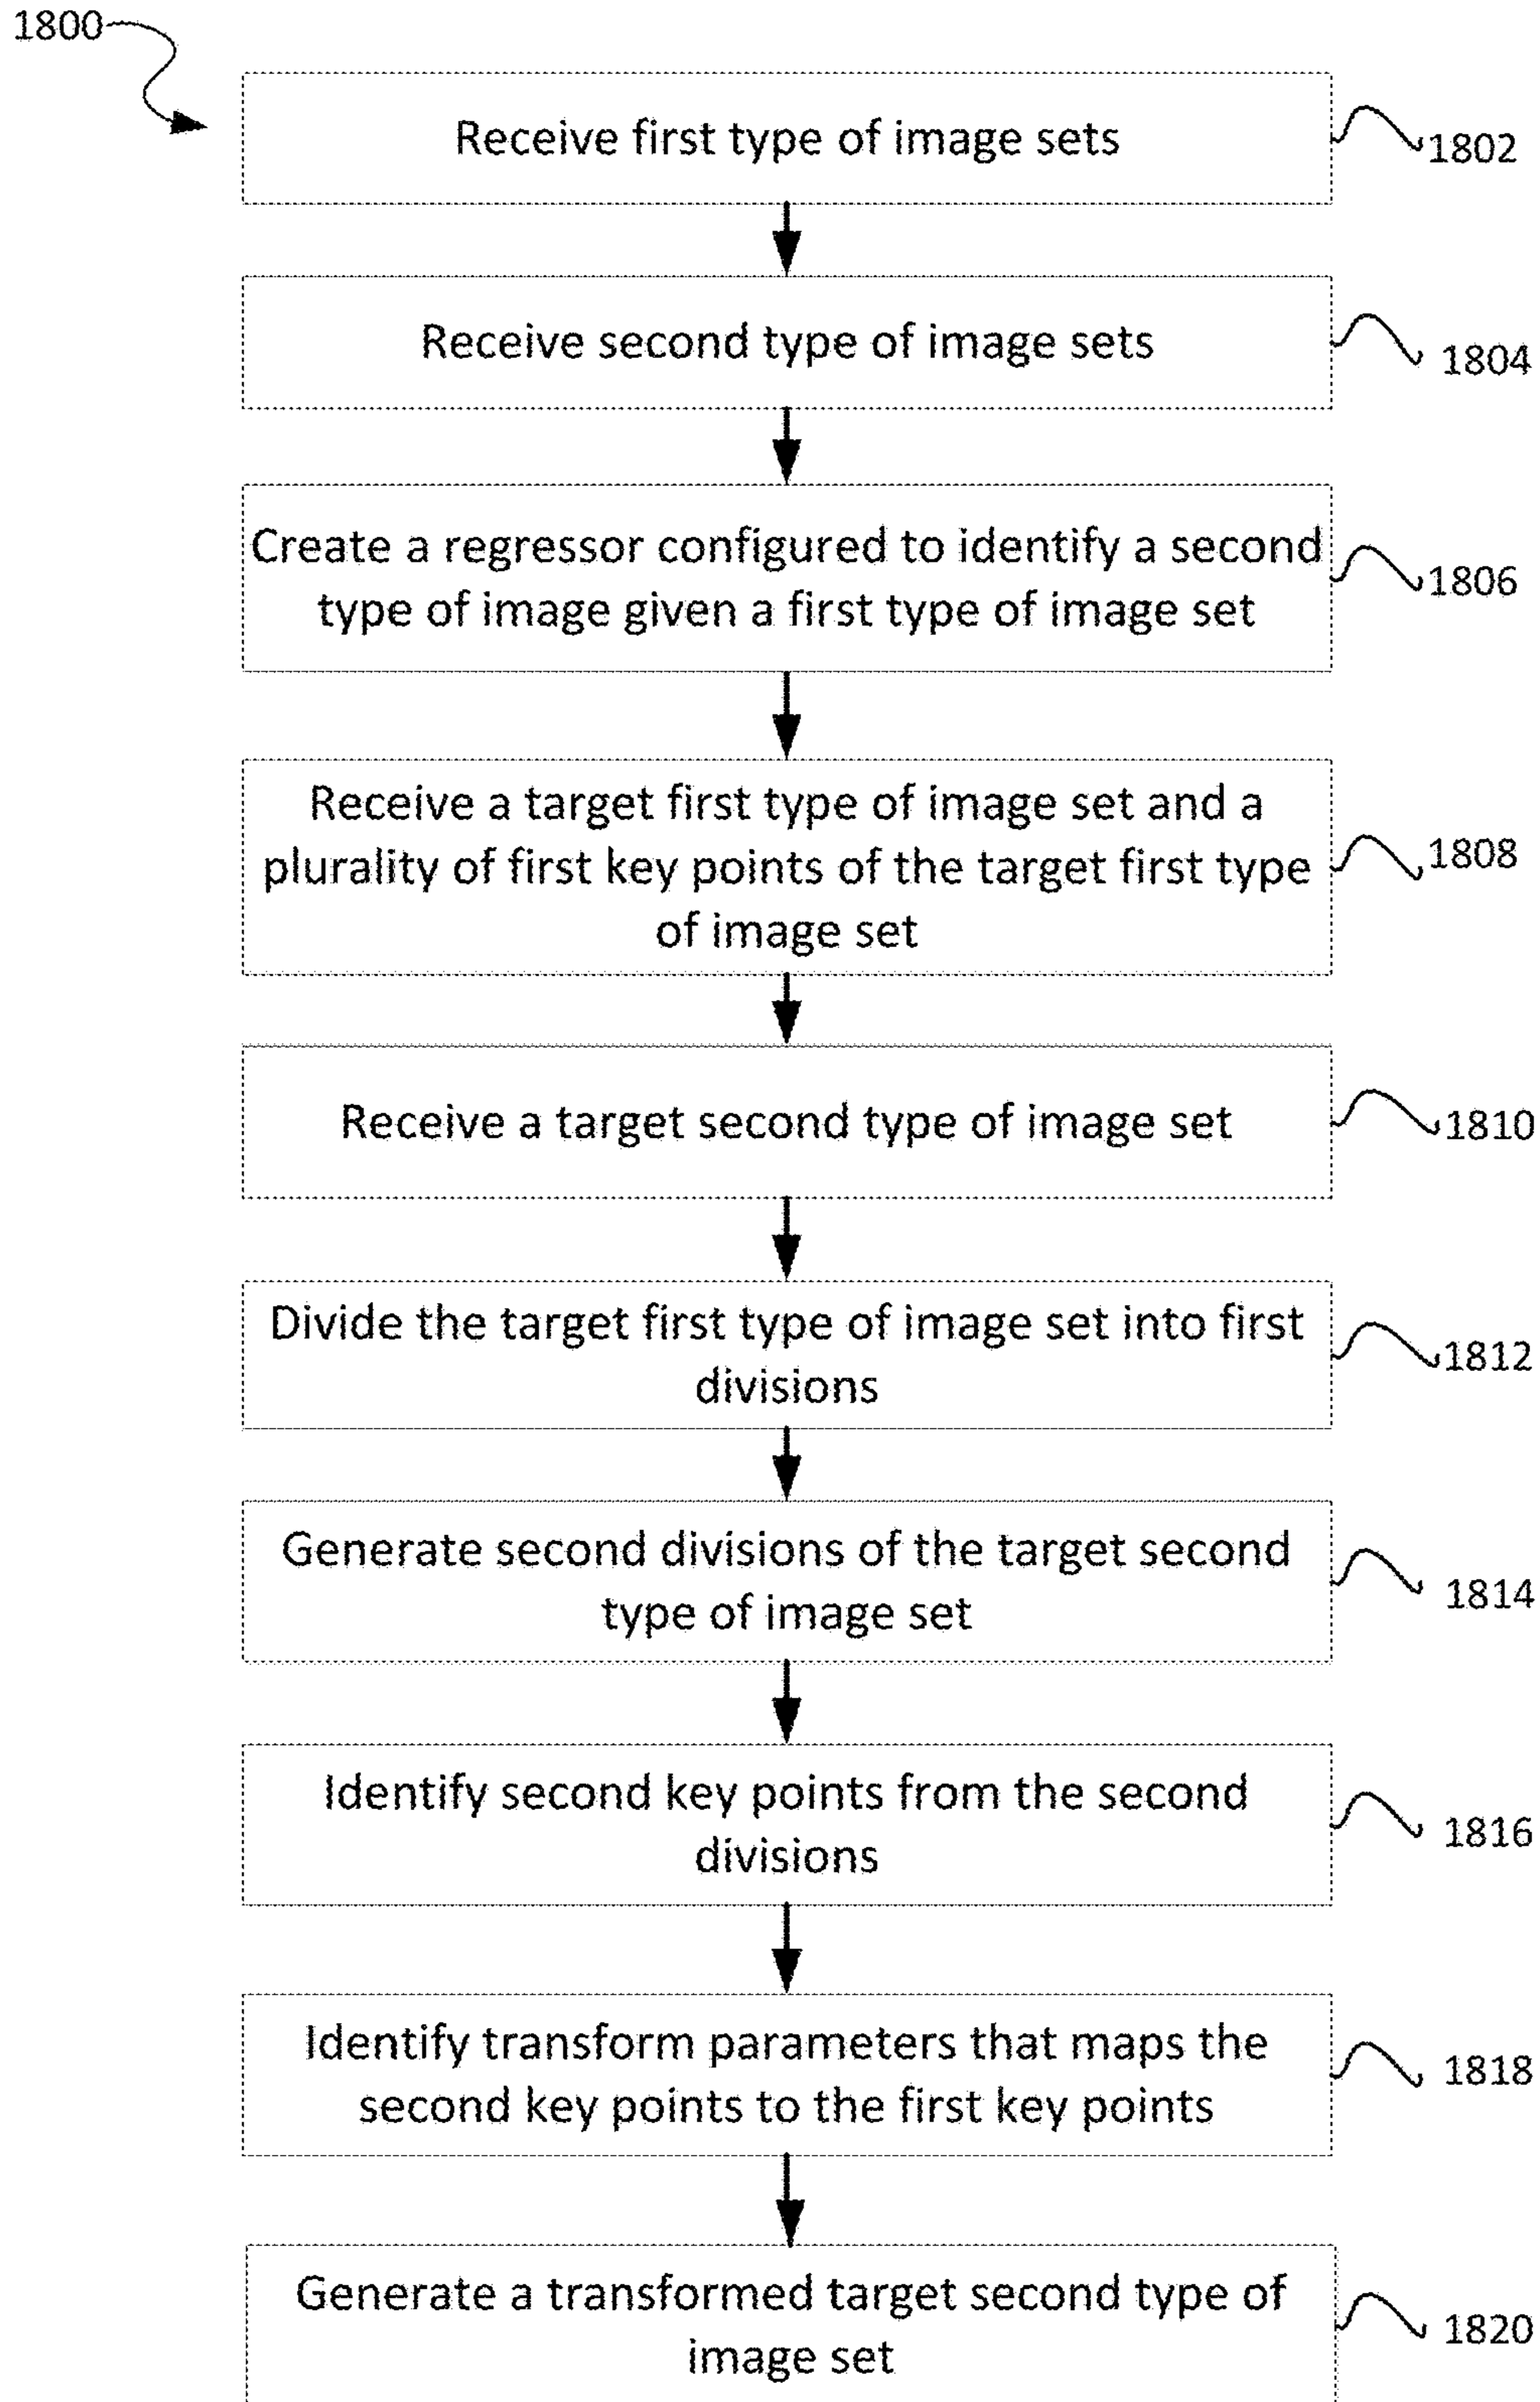 1800
Receive first type of image sets
1802
Receive second type of image sets
1804
Create a regressor configured to identify a second
type of image given a first type of image set
1806
Receive a target first type of image set and a
plurality of first key points of the target first type
of image set
1808
Receive a target second type of image set
1810
Divide the target first type of image set into first
divisions
1812
Generate second divisions of the target second
type of image set
1814
Identify second key points from the second
divisions
1816
Identify transform parameters that maps the
second key points to the first key points
1818
Generate a transformed target second type of
image set
1820